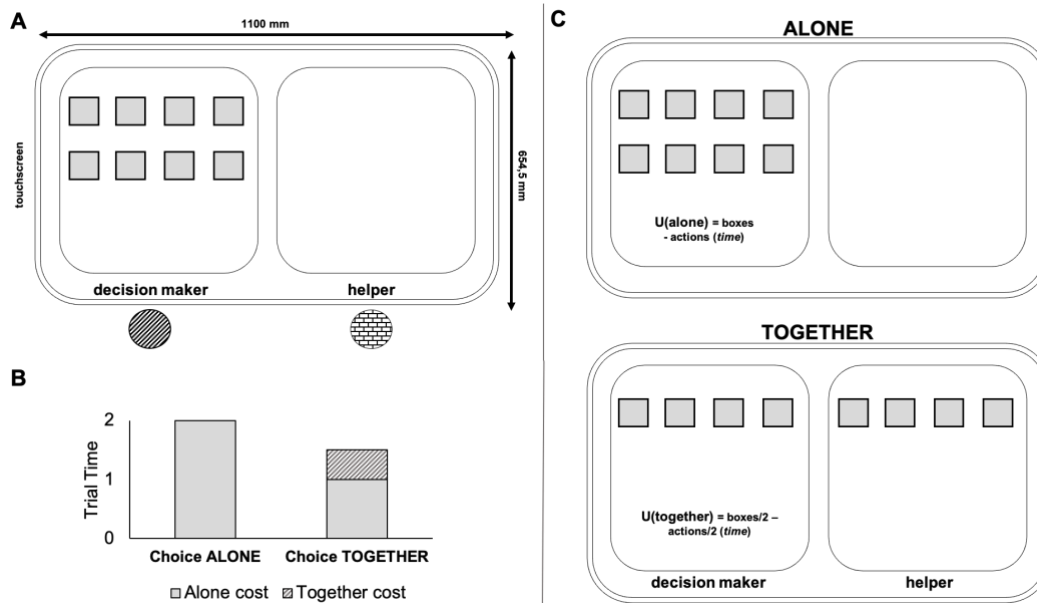 A
1100 mm
touchscreen
654,5 mm
decision maker
helper
B
2
1
0
Trial Time
Choice ALONE
Choice TOGETHER
Alone cost
Together cost
C
ALONE
U(alone) = boxes
- actions (time)
TOGETHER
U(together) = boxes/2 –
actions/2 (time)
decision maker
helper